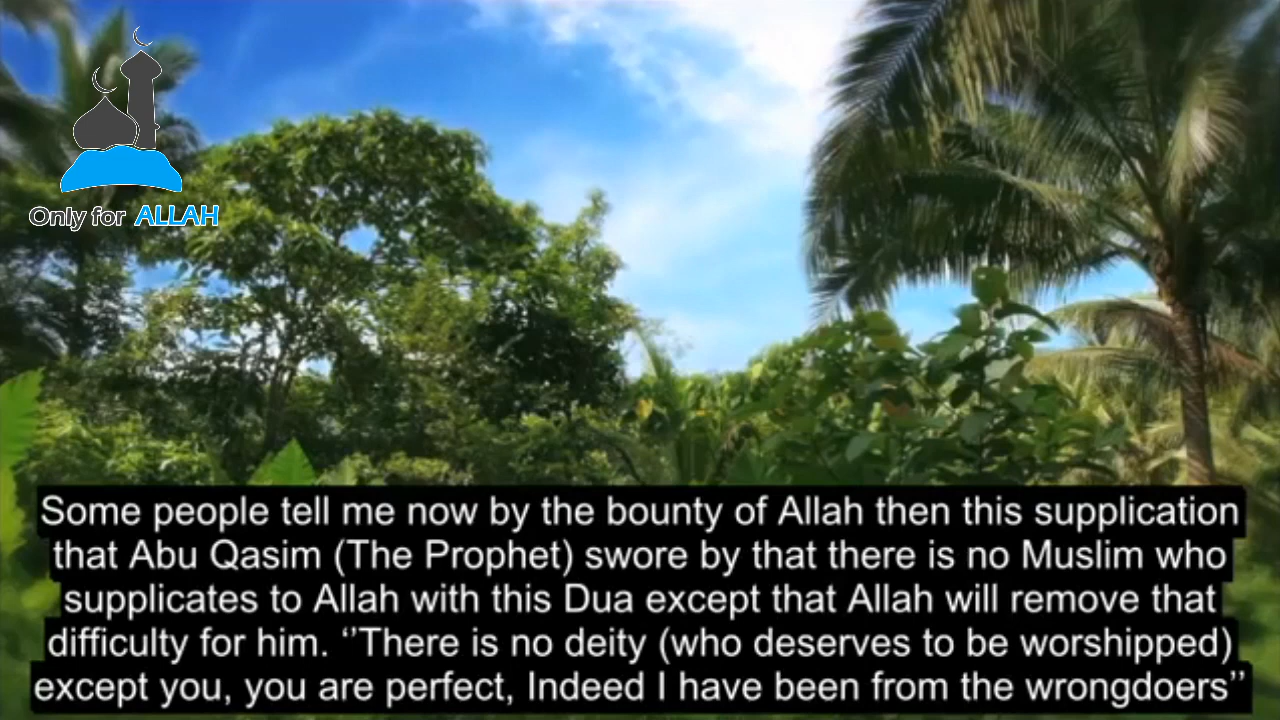 Only for ALLAH
Some people tell me now by the bounty of Allah then this supplication
that Abu Qasim (The Prophet) swore by that there is no Muslim who
supplicates to Allah with this Dua except that Allah will remove that
difficulty for him. ‘’There is no deity (who deserves to be worshipped)
except you, you are perfect, Indeed I have been from the wrongdoers’’